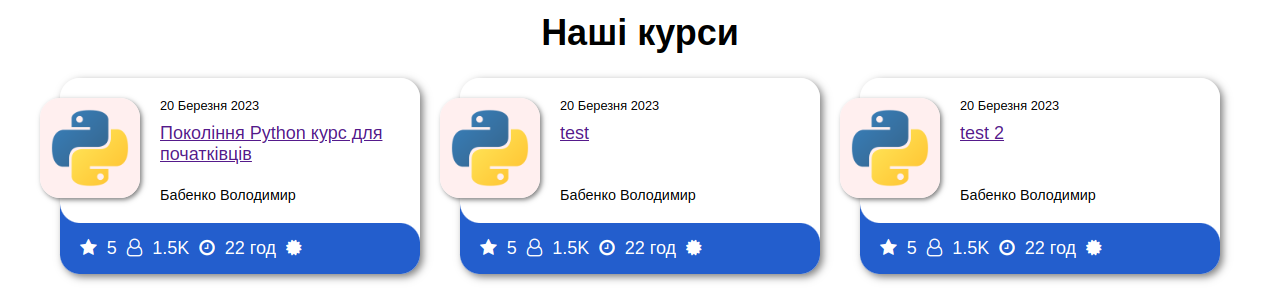 Наші курси
20 Березня 2023
Покоління Python курс для
початківців
Бабенко Володимир
5 1.5K 22 год
20 Березня 2023
test
Бабенко Володимир
5 1.5K 22 год
20 Березня 2023
test 2
Бабенко Володимир
5 1.5K 22 год